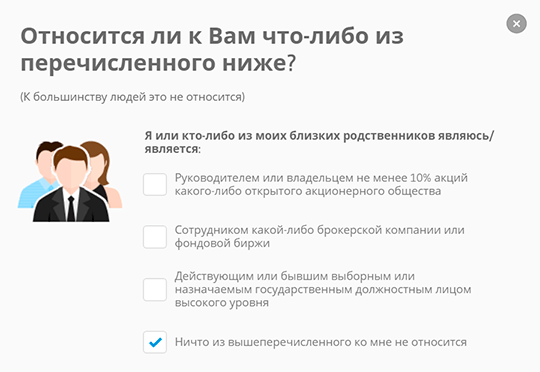 Относится ли к Вам что-либо из
перечисленного ниже?
(К большинству людей это не относится)
Я или кто-либо из моих близких родственников являюсь/
является:
Руководителем или владельцем не менее 10% акций
какого-либо открытого акционерного общества
Сотрудником какой-либо брокерской компании или
фондовой биржи
Действующим или бывшим выборным или
назначаемым государственным должностным лицом
высокого уровня
Ничто из вышеперечисленного ко мне не относится